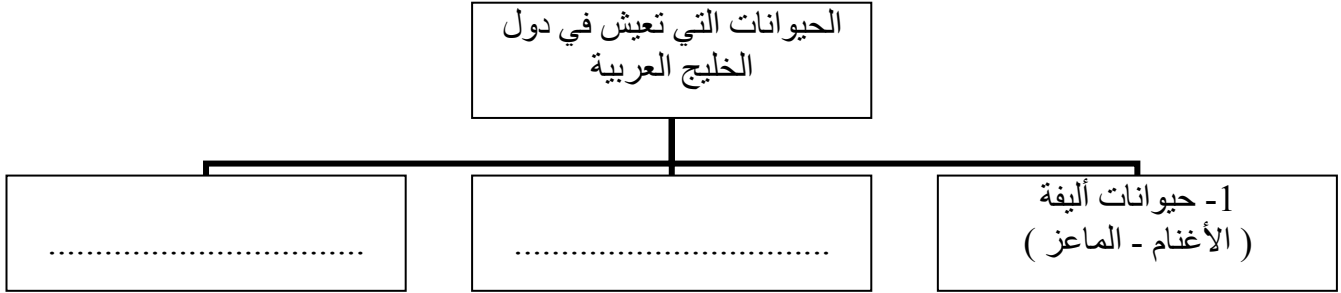 الحيوانات التي تعيش في دول
الخليج العربية
1- حيوانات أليفة
( الأغنام - الماعز )
..................................
..................................